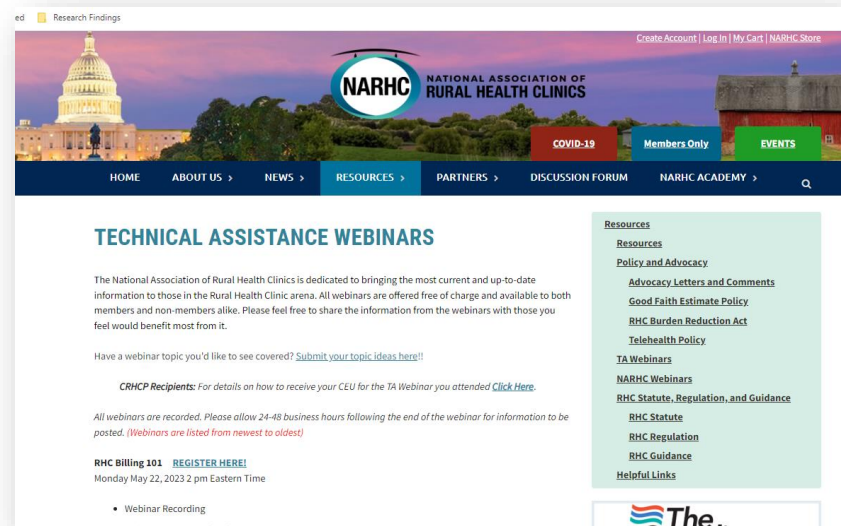 ed Research Findings
Create Account | Log In | My Cart | NARHC Store
NARHC
NATIONAL ASSOCIATION OF
RURAL HEALTH CLINICS
COVID-19 Members Only EVENTS
HOME ABOUT US > NEWS > RESOURCES > PARTNERS > DISCUSSION FORUM NARHC ACADEMY >
TECHNICAL ASSISTANCE WEBINARS
The National Association of Rural Health Clinics is dedicated to bringing the most current and up-to-date
information to those in the Rural Health Clinic arena. All webinars are offered free of charge and available to both
members and non-members alike. Please feel free to share the information from the webinars with those you
feel would benefit most from it.
Have a webinar topic you'd like to see covered? Submit your topic ideas here!!
CRHCP Recipients: For details on how to receive your CEU for the TA Webinar you attended Click Here.
All webinars are recorded. Please allow 24-48 business hours following the end of the webinar for information to be
posted. (Webinars are listed from newest to oldest)
RHC Billing 101 REGISTER HERE!
Monday May 22, 2023 2 pm Eastern Time
• Webinar Recording
Resources
Resources
Policy and Advocacy
Advocacy Letters and Comments
Good Faith Estimate Policy
RHC Burden Reduction Act
Telehealth Policy
TA Webinars
NARHC Webinars
RHC Statute, Regulation, and Guidance
RHC Statute
RHC Regulation
RHC Guidance
Helpful Links
The